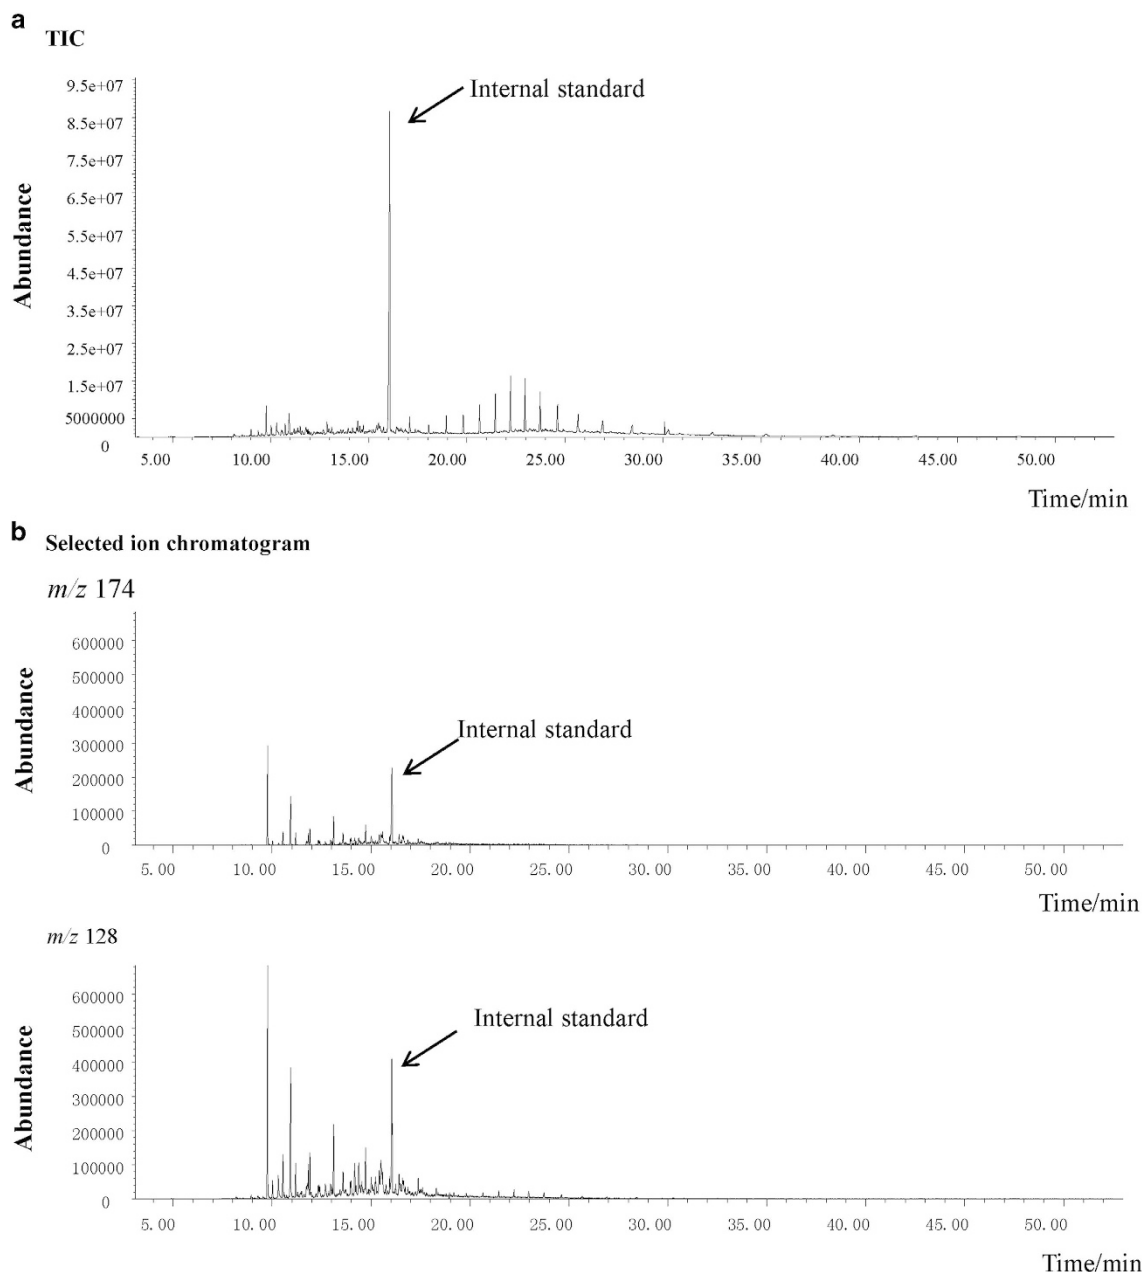 a
TIC
9.5e+07
8.5e+07
7.5e+07
6.5e+07
5.5e+07
4.5e+07
3.5e+07
2.5e+07
1.5e+07
5000000
0
Abundance
Internal standard
5.00 10.00 15.00 20.00 25.00 30.00 35.00 40.00 45.00 50.00
Time/min
b
Selected ion chromatogram
m/z 174
600000
500000
400000
300000
200000
100000
0
Abundance
Internal standard
5.00 10.00 15.00 20.00 25.00 30.00 35.00 40.00 45.00 50.00
Time/min
m/z 128
600000
500000
400000
300000
200000
100000
0
Abundance
Internal standard
5.00 10.00 15.00 20.00 25.00 30.00 35.00 40.00 45.00 50.00
Time/min